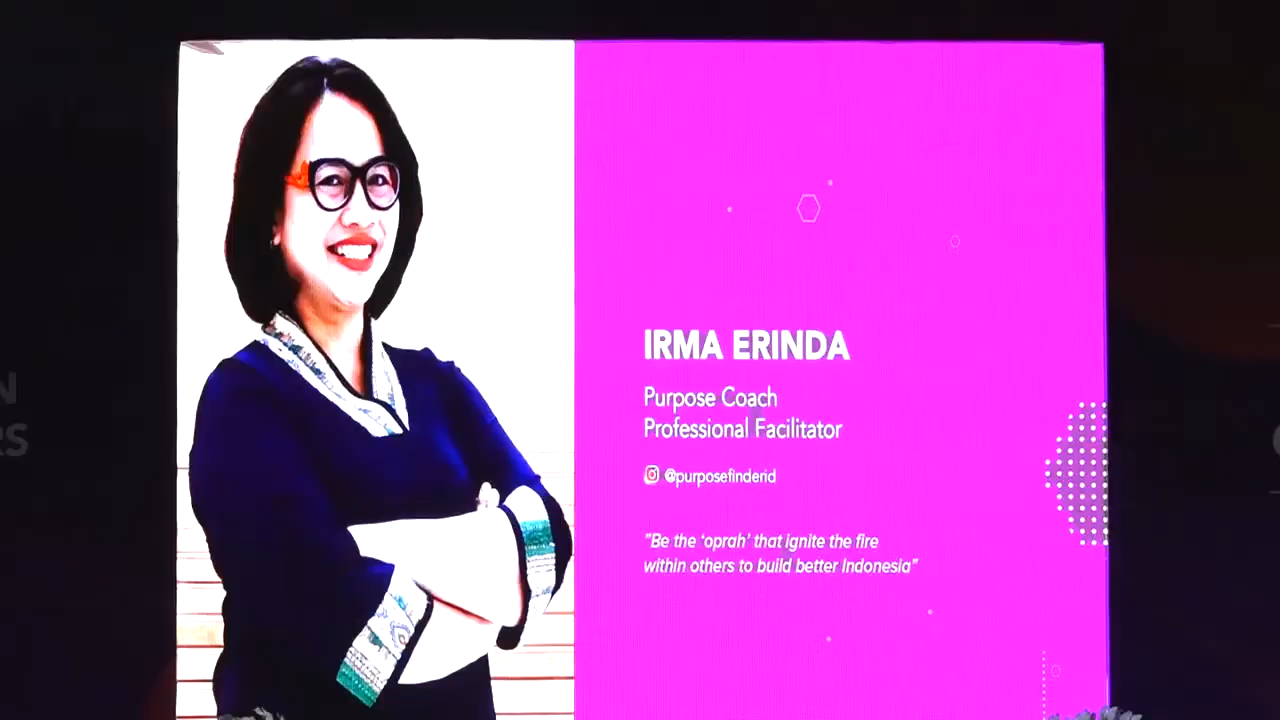 IRMA ERINDA
Purpose Coach
Professional Facilitator
@purposefinderid
"Be the 'oprah' that ignite the fire
within others to build better Indonesia"